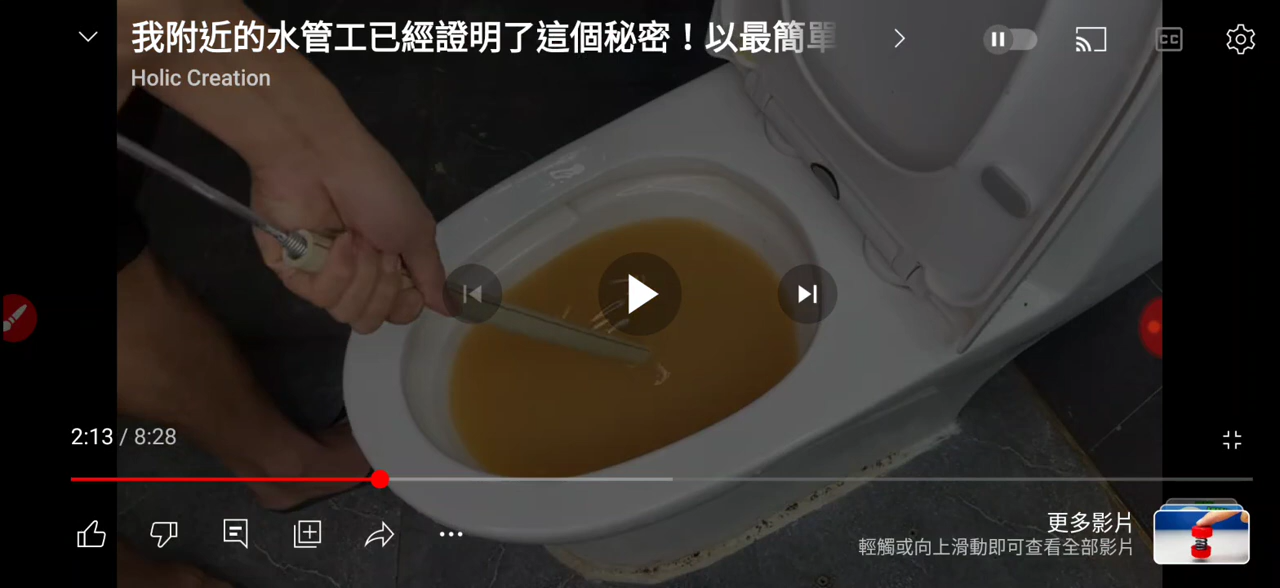 我附近的水管工已經證明了這個秘密！以最簡單
Holic Creation
CC
2:13 / 8:28
更多影片
輕觸或向上滑動即可查看全部影片